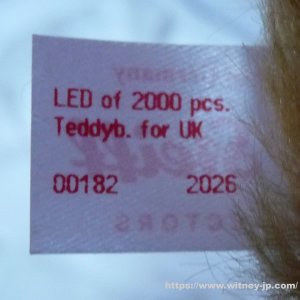 LED of 2000 pcs.
Teddyb. for UK
00182 2026
https://www.witney-jp.com/